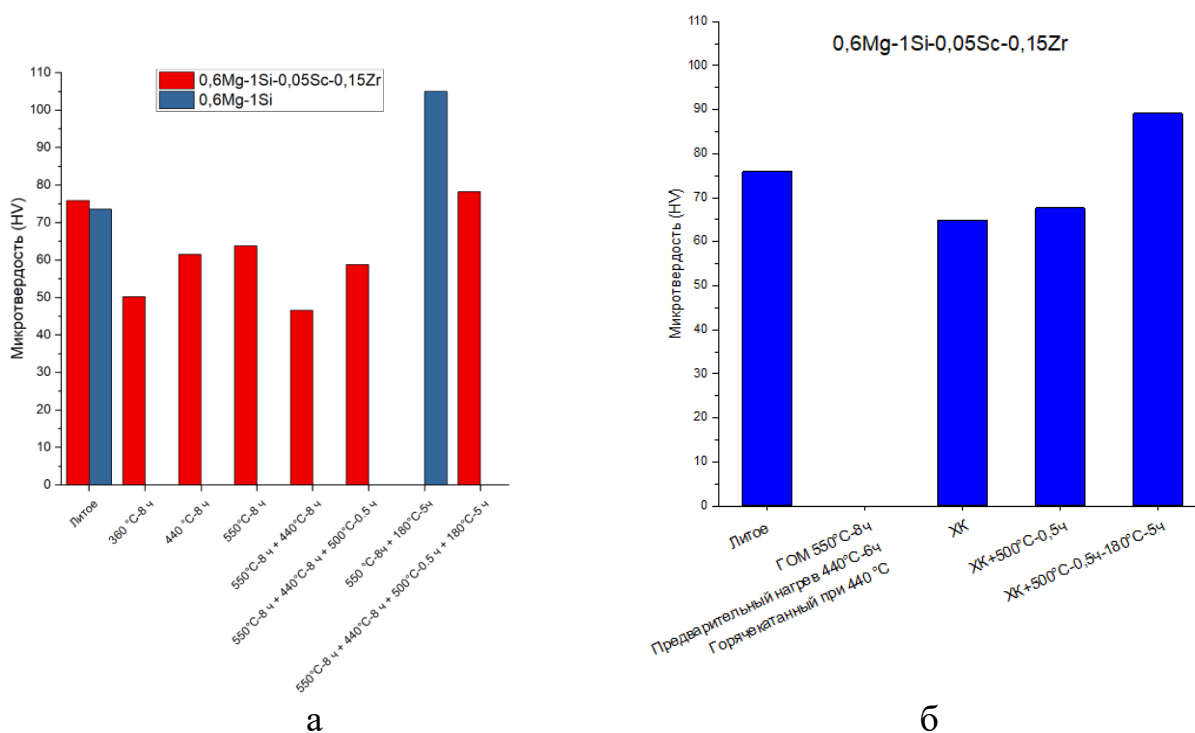 0,6Mg-1Si-0,05Sc-0,15Zr
0,6Mg-1Si
Микротвердость (HV)
110
100
90
80
70
60
50
40
30
20
10
0
Литое
360 °C-8 ч
440 °C-8 ч
550°C-8 ч
550°C-8 ч + 440°C-8 ч
550°C-8 ч + 440°C-8 ч + 500°C-0.5 ч
550 °C-8ч + 180°C-5ч
550°C-8 ч + 440°C-8 ч + 500°C-0.5 ч + 180°C-5 ч
а
0,6Mg-1Si-0,05Sc-0,15Zr
Микротвердость (HV)
110
100
90
80
70
60
50
40
30
20
10
0
Литое
ГОМ 550°C-8ч
Предварительный нагрев 440°C-6ч
Горячекатанный при 440 °C
ХК
ХК+500°C-0,5ч
ХК+500°C-0,5ч-180°C-5ч
б